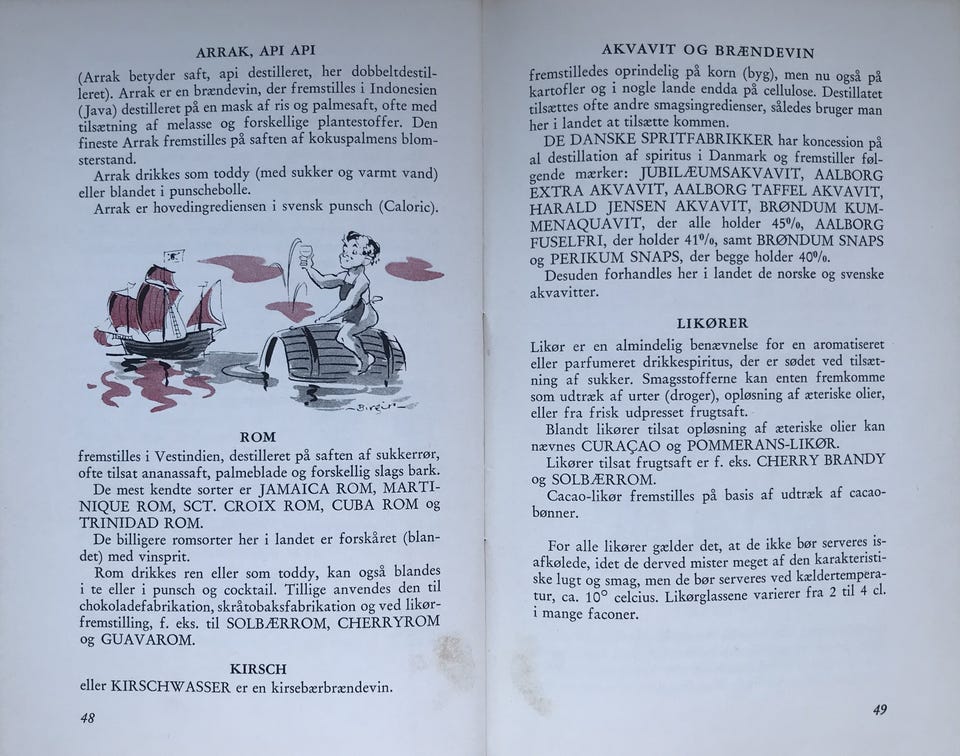 ARRAK, API API
(Arrak betyder saft, api destilleret, her dobbeltdestil-
leret). Arrak er en brændevin, der fremstilles i Indonesien
(Java) destilleret på en mask af ris og palmesaft, ofte med
tilsætning af melasse og forskellige plantestoffer. Den
fineste Arrak fremstilles på saften af kokuspalmens blom-
sterstand.
Arrak drikkes som toddy (med sukker og varmt vand)
eller blandet i punschebolle.
Arrak er hovedingrediensen i svensk punsch (Caloric).
Birgit
ROM
fremstilles i Vestindien, destilleret på saften af sukkerrør,
ofte tilsat ananassaft, palmeblade og forskellig slags bark.
De mest kendte sorter er JAMAICA ROM, MARTI-
NIQUE ROM, SCT. CROIX ROM, CUBA ROM og
TRINIDAD ROM.
De billigere romsorter her i landet er forskåret (blan-
det) med vinsprit.
Rom drikkes ren eller som toddy, kan også blandes
i te eller i punsch og cocktail. Tillige anvendes den til
chokoladefabrikation, skråtobaksfabrikation og ved likør-
fremstilling, f. eks. til SOLBÆRROM, CHERRYROM
og GUAVAROM.
KIRSCH
eller KIRSCHWASSER er en kirsebærbrændevin.
48
AKVAVIT OG BRÆNDEVIN
fremstilledes oprindelig på korn (byg), men nu også på
kartofler og i nogle lande endda på cellulose. Destillatet
tilsættes ofte andre smagsingredienser, således bruger man
her i landet at tilsætte kommen.
DE DANSKE SPRITFABRIKKER har koncession på
al destillation af spiritus i Danmark og fremstiller føl-
gende mærker: JUBILÆUMSAKVAVIT, AALBORG
EXTRA AKVAVIT, AALBORG TAFFEL AKVAVIT,
HARALD JENSEN AKVAVIT, BRØNDUM KUM-
MENAQUAVIT, der alle holder 45%, AALBORG
FUSELFRI, der holder 41%, samt BRØNDUM SNAPS
og PERIKUM SNAPS, der begge holder 40%.
Desuden forhandles her i landet de norske og svenske
akvavitter.
LIKØRER
Likør er en almindelig benævnelse for en aromatiseret
eller parfumeret drikkespiritus, der er sødet ved tilsæt-
ning af sukker. Smagsstofferne kan enten fremkomme
som udtræk af urter (droger), opløsning af æteriske olier,
eller fra frisk udpresset frugtsaft.
Blandt likører tilsat opløsning af æteriske olier kan
nævnes CURAÇAO og POMMERANS-LIKØR.
Likører tilsat frugtsaft er f. eks. CHERRY BRANDY
og SOLBÆRROM.
Cacao-likør fremstilles på basis af udtræk af cacao-
bønner.
For alle likører gælder det, at de ikke bør serveres is-
afkølede, idet de derved mister meget af den karakteristi-
ske lugt og smag, men de bør serveres ved kældertempera-
tur, ca. 10° celcius. Likørglassene varierer fra 2 til 4 cl.
i mange faconer.
49